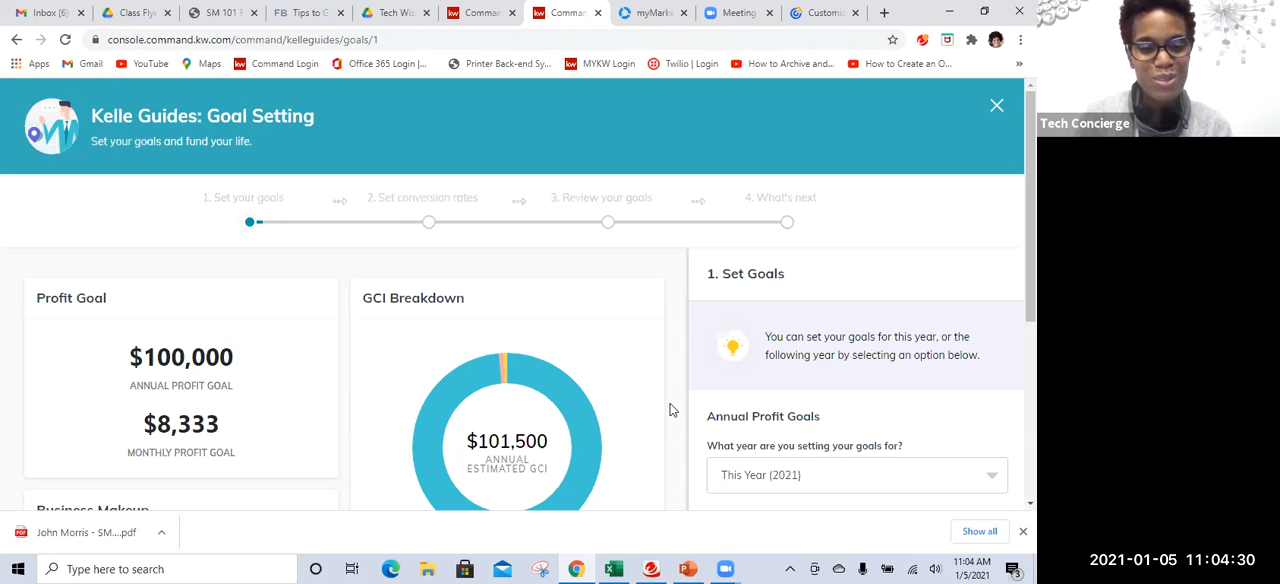 Inbox (6)
Class Flye
SM 101 F
FB Tips to G
Tech Wiz
Comman
Comman
myMarke
Meeting
Customiz
console.command.kw.com/command/kelleguides/goals/1
Apps
Gmail
YouTube
Maps
Command Login
Office 365 Login |...
Printer Back-end Sy...
MYKW Login
Twilio | Login
How to Archive and...
How to Create an O...
»
Kelle Guides: Goal Setting
Set your goals and fund your life.
Tech Concierge
1. Set your goals
2. Set conversion rates
3. Review your goals
4. What's next
Profit Goal
$100,000
ANNUAL PROFIT GOAL
$8,333
MONTHLY PROFIT GOAL
Business Makeup
GCI Breakdown
$101,500
ANNUAL
ESTIMATED GCI
1. Set Goals
You can set your goals for this year, or the
following year by selecting an option below.
Annual Profit Goals
What year are you setting your goals for?
This Year (2021)
John Morris - SM....pdf
Show all
Type here to search
11:04 AM
1/5/2021
3
2021-01-05 11:04:30